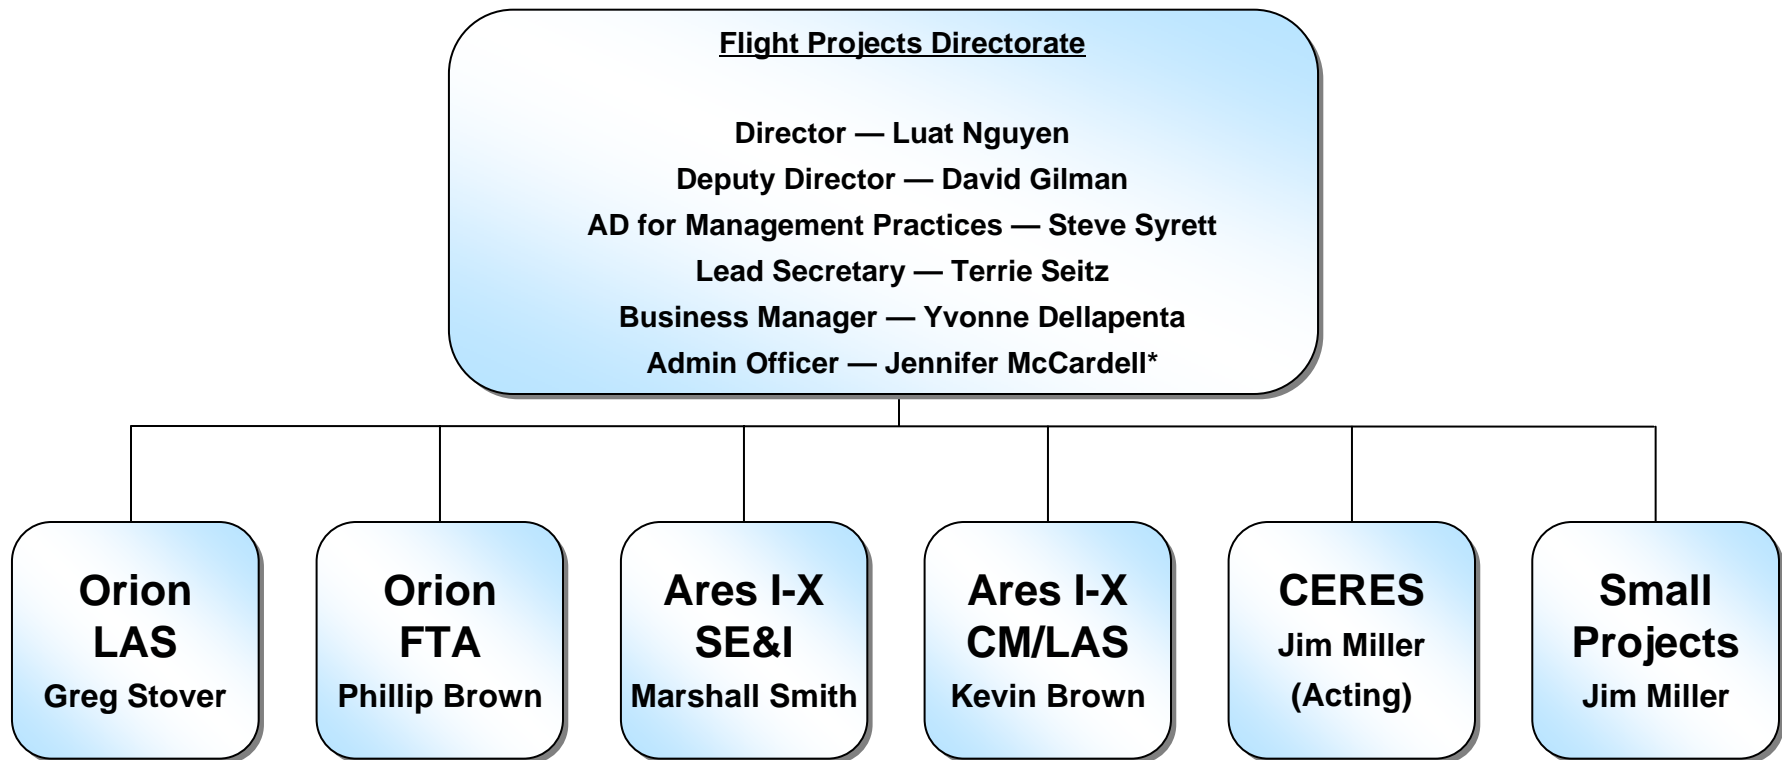 Flight Projects Directorate
Director — Luat Nguyen
Deputy Director — David Gilman
AD for Management Practices — Steve Syrett
Lead Secretary — Terrie Seitz
Business Manager — Yvonne Dellapenta
Admin Officer — Jennifer McCardell*
Orion
LAS
Greg Stover
Orion
FTA
Phillip Brown
Ares I-X
SE&I
Marshall Smith
Ares I-X
CM/LAS
Kevin Brown
CERES
Jim Miller
(Acting)
Small
Projects
Jim Miller